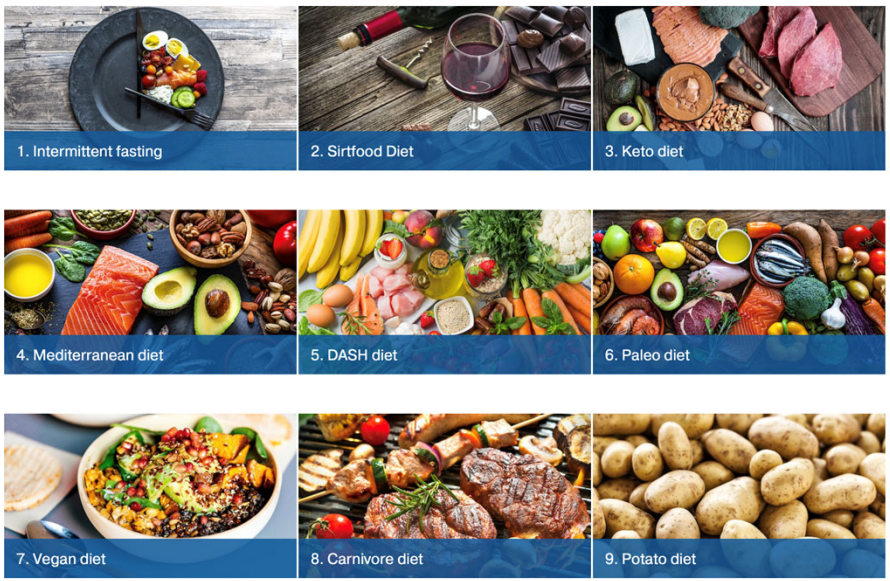 1. Intermittent fasting
2. Sirtfood Diet
3. Keto diet
4. Mediterranean diet
5. DASH diet
6. Paleo diet
7. Vegan diet
8. Carnivore diet
9. Potato diet